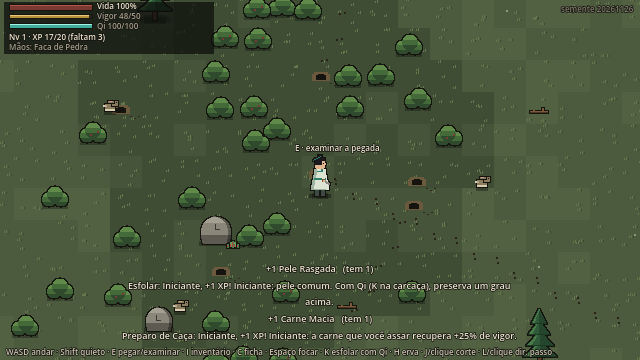 Vida 100%
Vigor 48/50
Qi 100/100
Nv 1 · XP 17/20 (faltam 3)
Mãos: Faca de Pedra
semente 20261126
E · examinar a pegada
+1 Pele Rasgada (tem 1)
Esfolar: Iniciante, +1 XP! Iniciante: pele comum. Com Qi (K na carcaça), preserva um grau
acima.
+1 Carne Macia (tem 1)
Preparo de Caça: Iniciante, +1 XP! Iniciante: a carne que você assar recupera +25% de vigor.
WASD andar · Shift quieto · E pegar/examinar · I inventário · C ficha · Espaço focar · K esfolar com Qi · H erva · J/clique corte · L/clique dir. passo